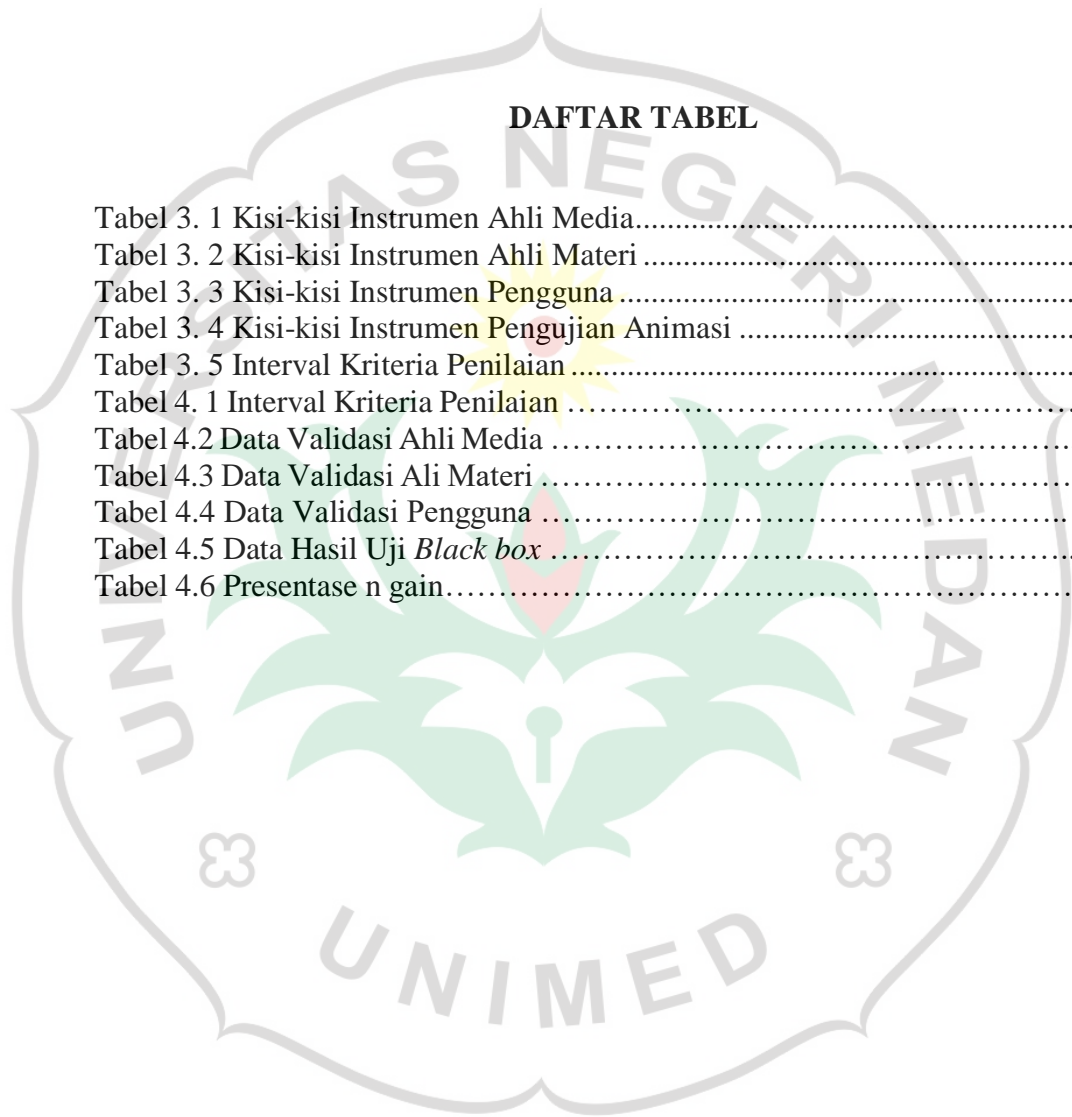 DAFTAR TABEL
Tabel 3. 1 Kisi-kisi Instrumen Ahli Media................................................................
Tabel 3. 2 Kisi-kisi Instrumen Ahli Materi ..............................................................
Tabel 3. 3 Kisi-kisi Instrumen Pengguna .................................................................
Tabel 3. 4 Kisi-kisi Instrumen Pengujian Animasi ..................................................
Tabel 3. 5 Interval Kriteria Penilaian........................................................................
Tabel 4. 1 Interval Kriteria Penilaian ……………………………………………
Tabel 4.2 Data Validasi Ahli Media ……………………………………………..
Tabel 4.3 Data Validasi Ali Materi ………………………………………………
Tabel 4.4 Data Validasi Pengguna ……………………………………………..
Tabel 4.5 Data Hasil Uji Black box ……………………………………………...
Tabel 4.6 Presentase n gain……………………………………………………….
UNIVERSITAS NEGERI MEDAN
UNIMED